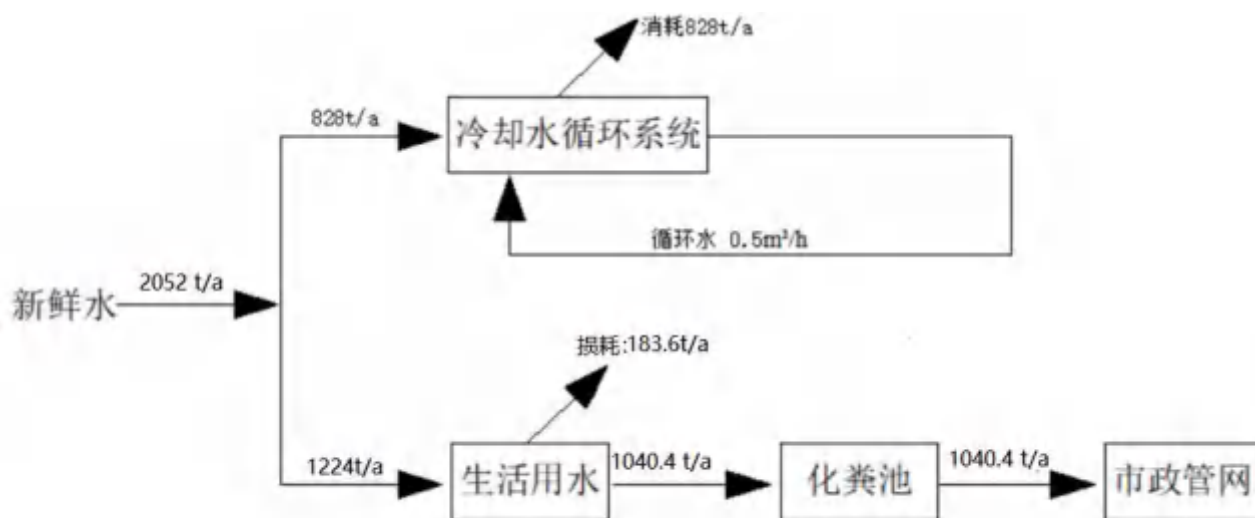 消耗828t/a
828t/a
冷却水循环系统
循环水 0.5m³/h
新鲜水
2052 t/a
损耗:183.6t/a
1224t/a
生活用水
1040.4 t/a
化粪池
1040.4 t/a
市政管网